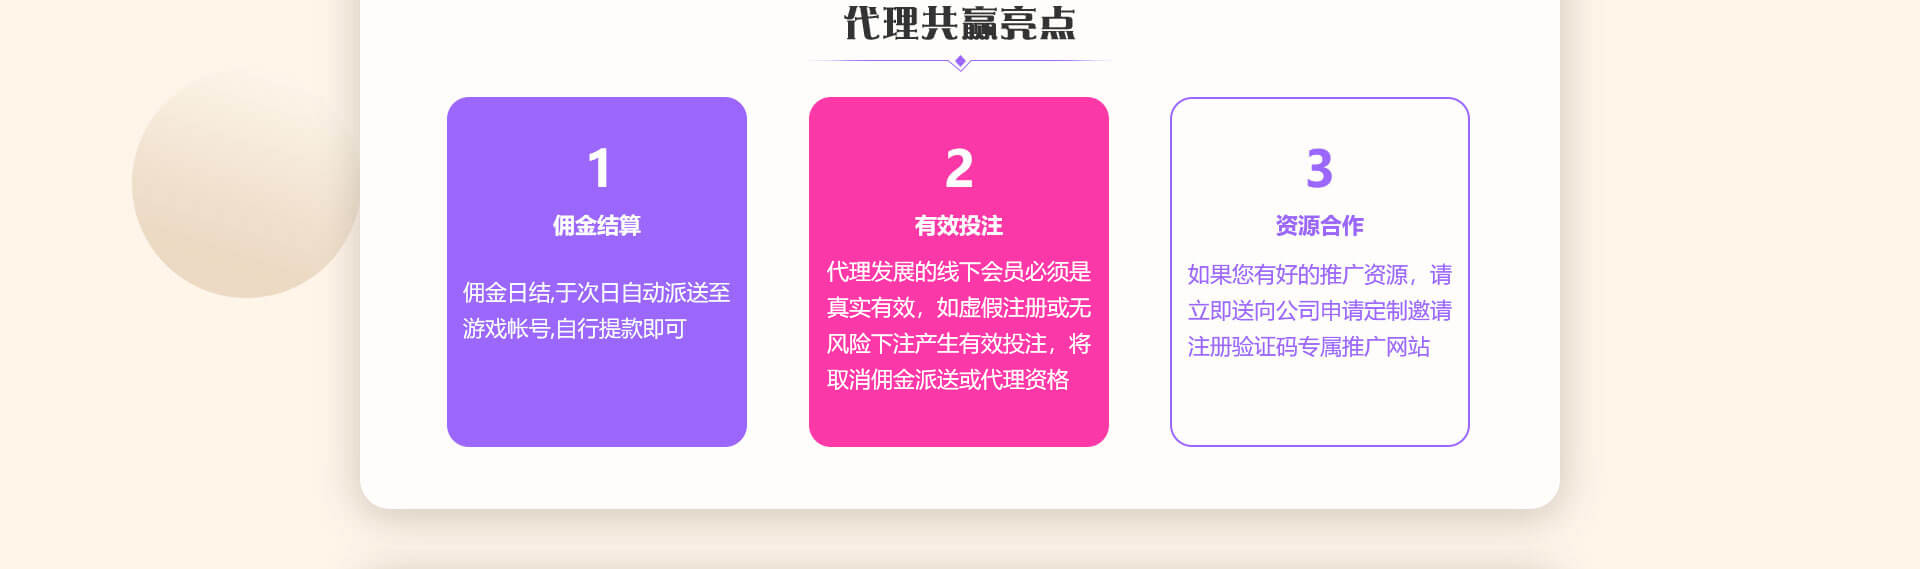 代理共赢亮点
1
佣金结算
佣金日结,于次日自动派送至
游戏帐号,自行提款即可
2
有效投注
代理发展的线下会员必须是
真实有效，如虚假注册或无
风险下注产生有效投注，将
取消佣金派送或代理资格
3
资源合作
如果您有好的推广资源，请
立即送向公司申请定制邀请
注册验证码专属推广网站